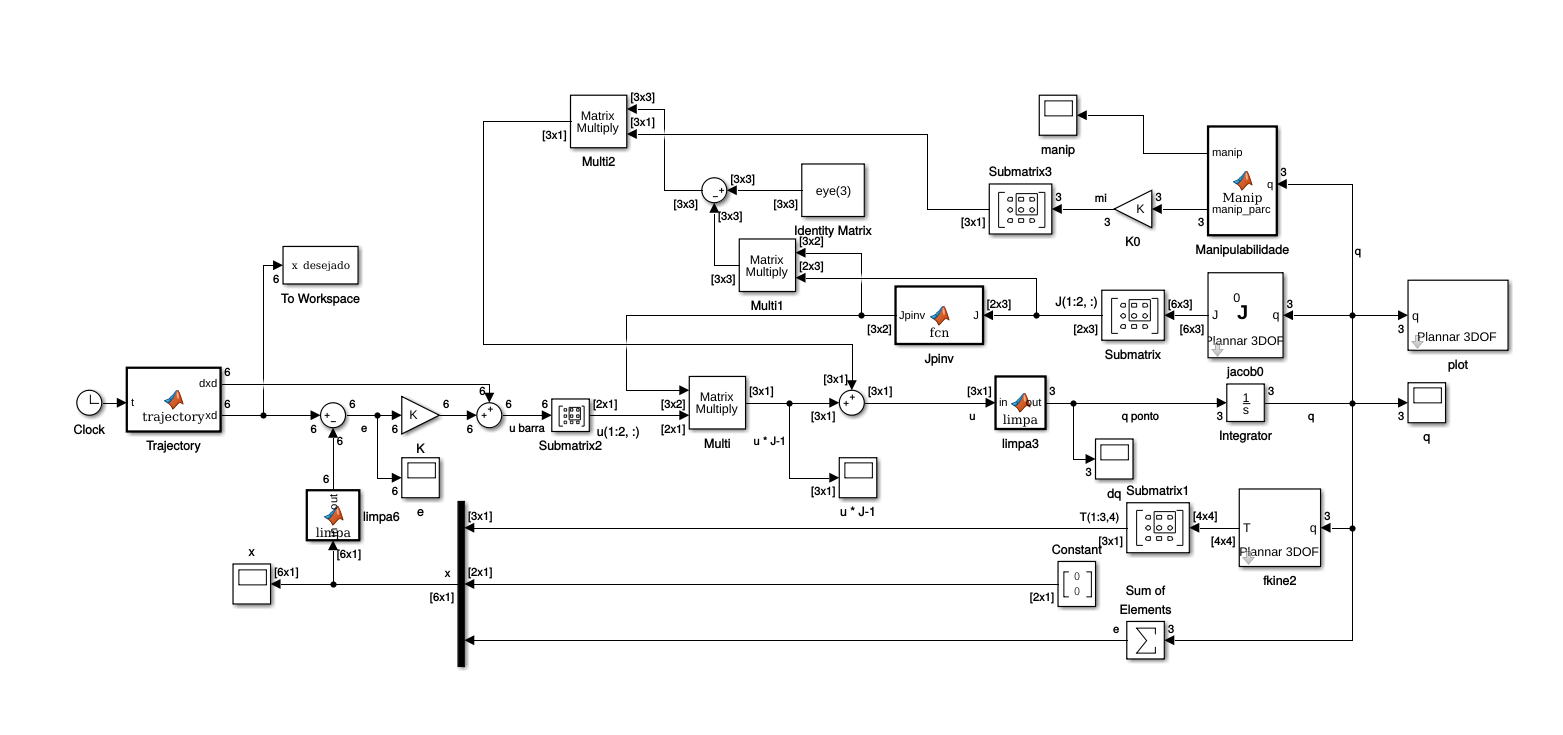 [3x3]
Matrix
Multiply
[3x1]
[3x1]
Multi2
manip
manip
q
3
Manip
manip_parc
3
Manipulabilidade
Submatrix3
3
[3x1]
mi
3
K
3
K0
[3x3]
+
−
[3x3]
[3x3]
eye(3)
[3x3]
Identity Matrix
[3x2]
Matrix
Multiply
[2x3]
[3x3]
Multi1
q
x desejado
6
To Workspace
Jpinv
J
fcn
[3x2]
[2x3]
Jpinv
J(1:2, :)
[2x3]
[6x3]
Submatrix
[6x3]
0
J
J
q
3
Plannar 3DOF
jacob0
q
3
Plannar 3DOF
plot
Clock
t
dxd
trajectory
xd
6
6
Trajectory
+
−
6
6
6
e
K
6
6
K
6
6
+
+
6
6
u barra
6
Submatrix2
[2x1]
u(1:2, :)
Matrix
Multiply
[3x2]
[2x1]
[3x1]
Multi
u * J-1
[3x1]
[3x1]
+
+
[3x1]
[3x1]
u
in
out
limpa
3
limpa3
q ponto
3
1
s
3
Integrator
q
3
q
6
e
[3x1]
u * J-1
3
dq
6
out
limpa
limpa6
[6x1]
x
[6x1]
x
[6x1]
[3x1]
[2x1]
T(1:3,4)
[3x1]
Submatrix1
[4x4]
[4x4]
T
q
3
Plannar 3DOF
fkine2
Constant
0
0
[2x1]
Sum of
Elements
e
3